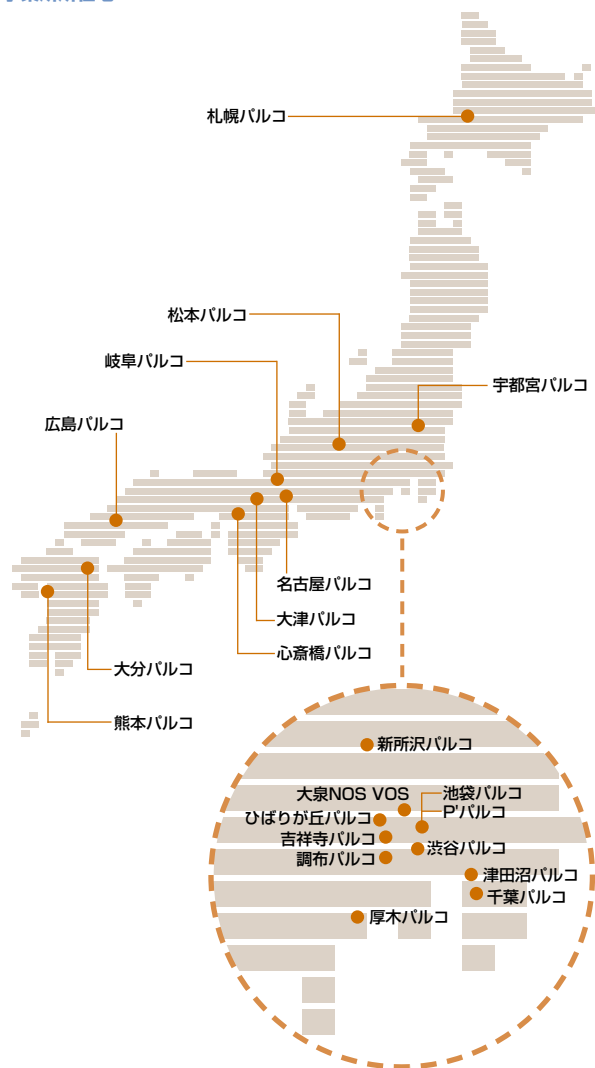 札幌パルコ
松本パルコ
岐阜パルコ
宇都宮パルコ
広島パルコ
名古屋パルコ
大津パルコ
心斎橋パルコ
大分パルコ
熊本パルコ
新所沢パルコ
大泉NOS VOS
池袋パルコ
P'パルコ
ひばりが丘パルコ
吉祥寺パルコ
渋谷パルコ
調布パルコ
津田沼パルコ
千葉パルコ
厚木パルコ